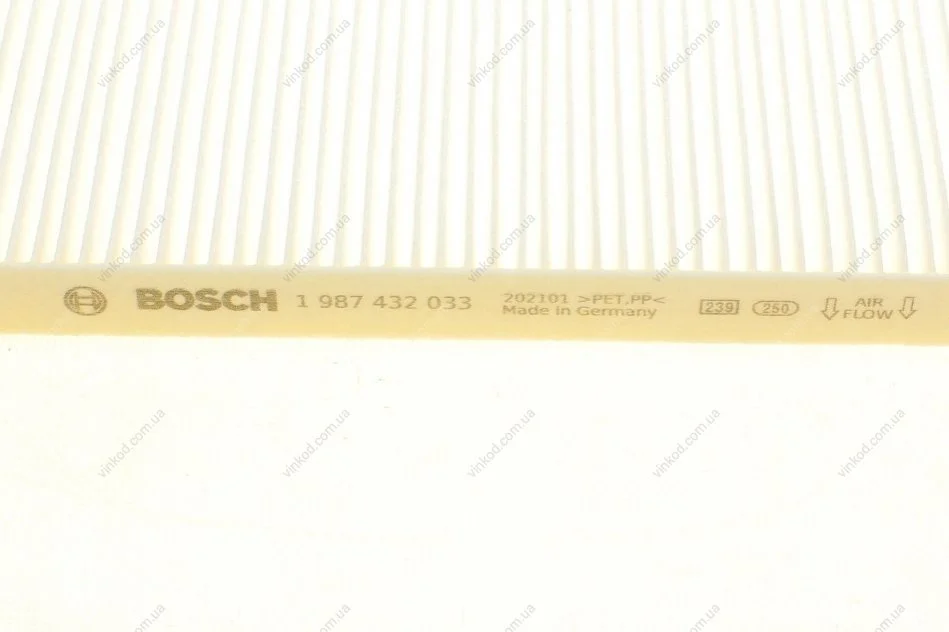 BOSCH 1 987 432 033
202101 >PET,PP<
Made in Germany
239 250
AIR
FLOW
vinkod.com.ua